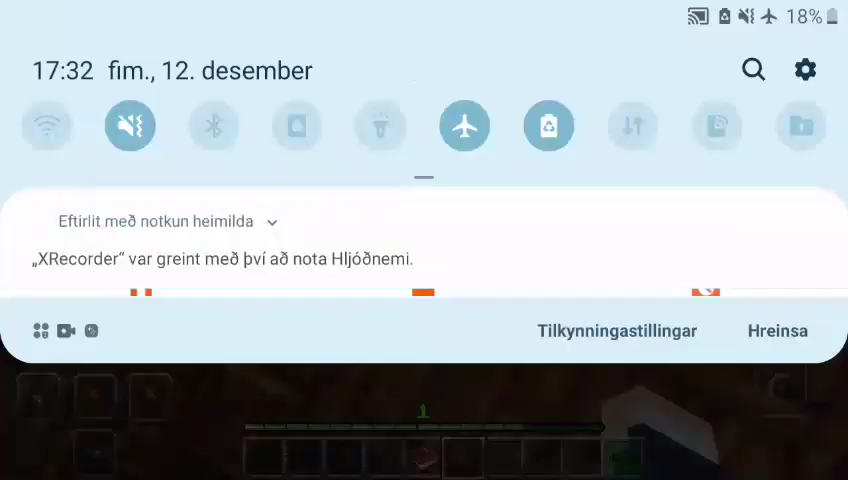 18%
17:32 fim., 12. desember
Eftirlit með notkun heimilda
„XRecorder“ var greint með því að nota Hljóðnemi.
Tilkynningastillingar Hreinsa
1